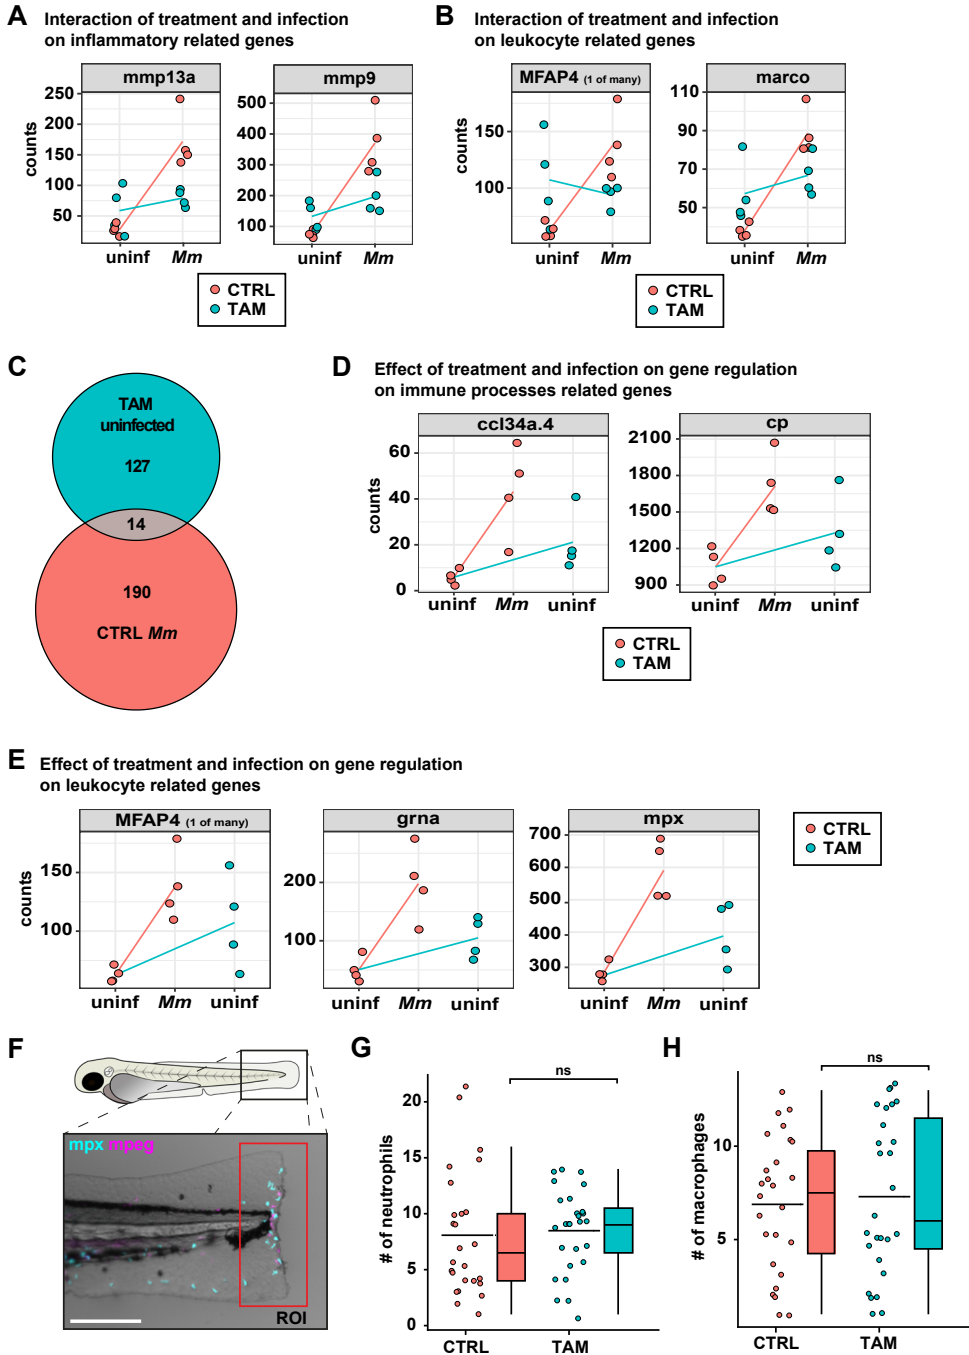 A Interaction of treatment and infection
on inflammatory related genes
mmp13a
mmp9
counts
250
200
150
100
50
500
400
300
200
100
uninf Mm
uninf Mm
CTRL
TAM
B Interaction of treatment and infection
on leukocyte related genes
MFAP4 (1 of many)
marco
counts
150
100
110
90
70
50
uninf Mm
uninf Mm
CTRL
TAM
C
TAM
uninfected
127
14
190
CTRL Mm
D Effect of treatment and infection on gene regulation
on immune processes related genes
ccl34a.4
cp
counts
60
40
20
0
2100
1800
1500
1200
900
uninf Mm uninf
uninf Mm uninf
CTRL
TAM
E Effect of treatment and infection on gene regulation
on leukocyte related genes
MFAP4 (1 of many)
grna
mpx
counts
150
100
200
100
700
600
500
400
300
uninf Mm uninf
uninf Mm uninf
uninf Mm uninf
CTRL
TAM
F
mpx mpeg
ROI
G
ns
# of neutrophils
20
15
10
5
0
CTRL TAM
H
ns
# of macrophages
10
5
CTRL TAM